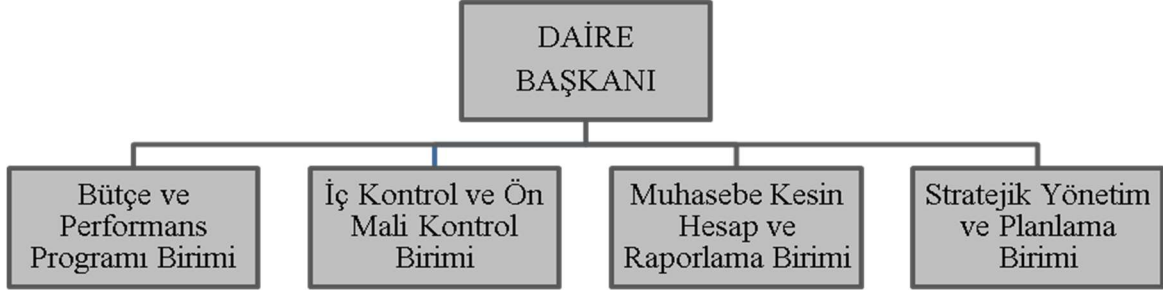 DAİRE
BAŞKANI
Bütçe ve
Performans
Programı Birimi
İç Kontrol ve Ön
Mali Kontrol
Birimi
Muhasebe Kesin
Hesap ve
Raporlama Birimi
Stratejik Yönetim
ve Planlama
Birimi